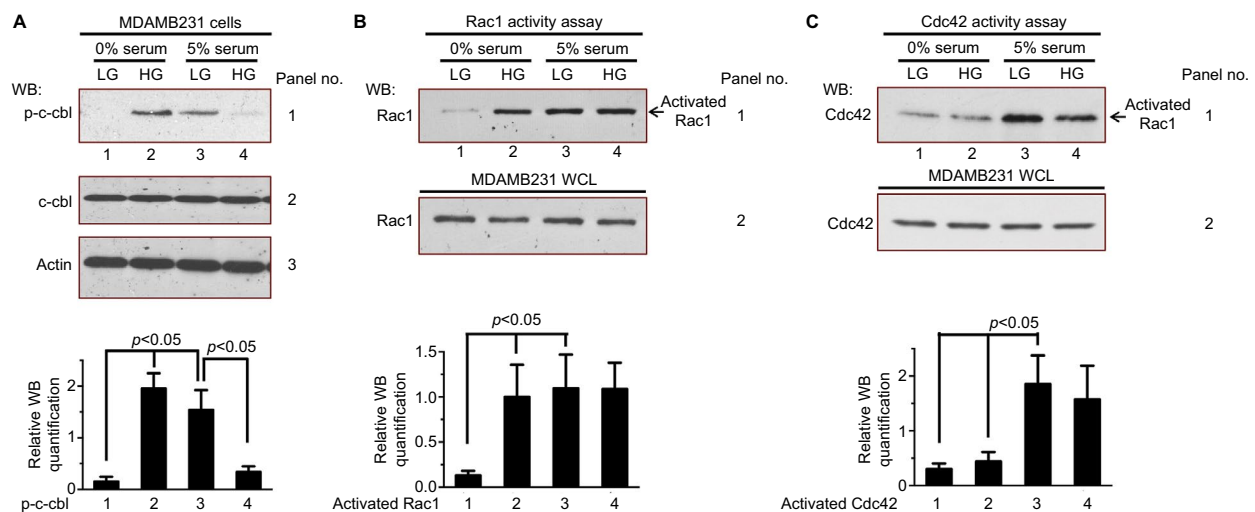 A
MDAMB231 cells
0% serum 5% serum
LG HG LG HG Panel no.
WB:
p-c-cbl 1
1 2 3 4
c-cbl 2
Actin 3
p<0.05
p<0.05
Relative WB
quantification
2
1
0
p-c-cbl 1 2 3 4
B
Rac1 activity assay
0% serum 5% serum
LG HG LG HG Panel no.
WB:
Rac1 Activated
Rac1 1
1 2 3 4
MDAMB231 WCL
Rac1 2
p<0.05
Relative WB
quantification
1.5
1.0
0.5
0.0
Activated Rac1 1 2 3 4
C
Cdc42 activity assay
0% serum 5% serum
LG HG LG HG Panel no.
WB:
Cdc42 Activated
Rac1 1
1 2 3 4
MDAMB231 WCL
Cdc42 2
p<0.05
Relative WB
quantification
2
1
0
Activated Cdc42 1 2 3 4